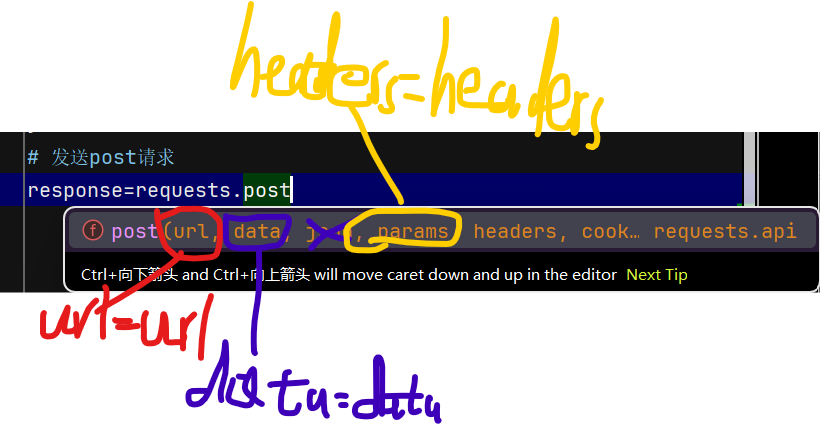 headers=headers
# 发送post请求
response=requests.post
f post(url, data, j, params, headers, cook… requests.api
Ctrl+向下箭头 and Ctrl+向上箭头 will move caret down and up in the editor Next Tip
url=url
data=data